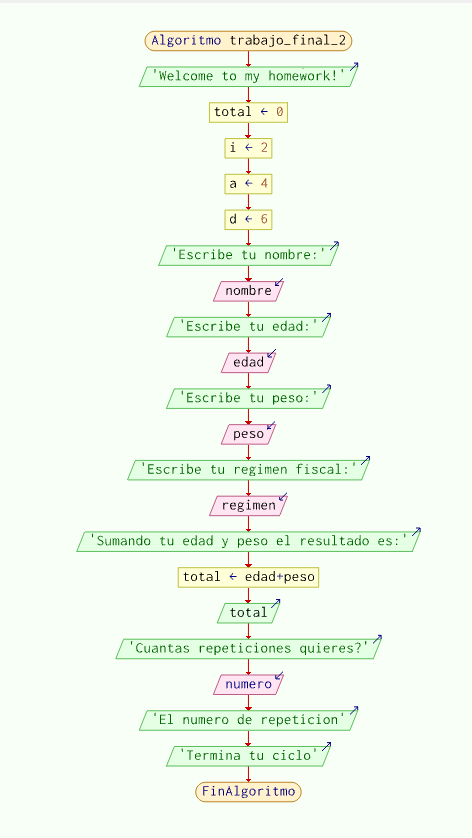 Algoritmo trabajo_final_2
'Welcome to my homework!'
total ← 0
i ← 2
a ← 4
d ← 6
'Escribe tu nombre:'
nombre
'Escribe tu edad:'
edad
'Escribe tu peso:'
peso
'Escribe tu regimen fiscal:'
regimen
'Sumando tu edad y peso el resultado es:'
total ← edad+peso
total
'Cuantas repeticiones quieres?'
numero
'El numero de repeticion'
'Termina tu ciclo'
FinAlgoritmo